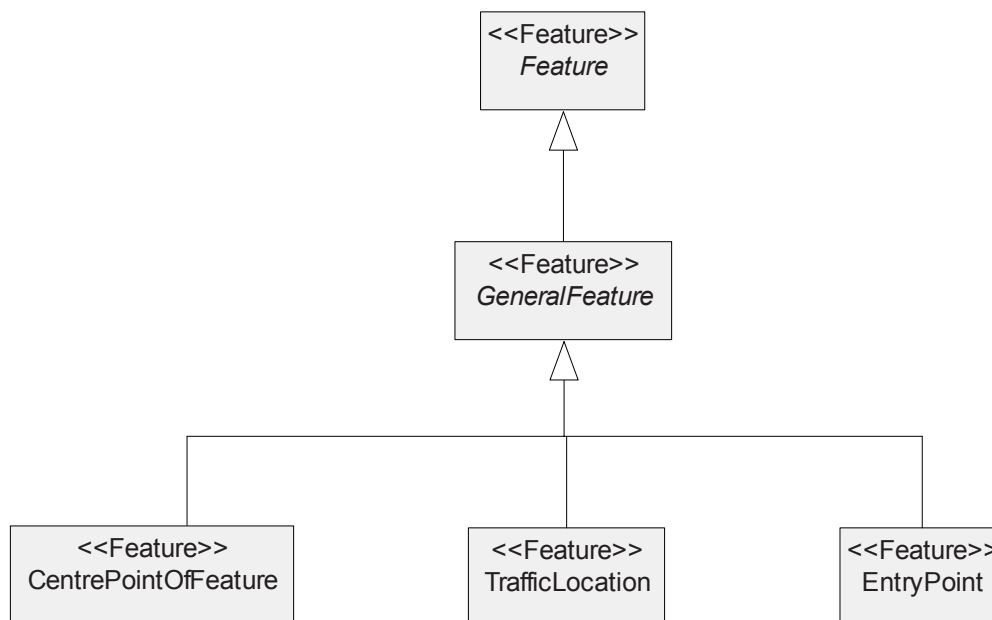 <<Feature>>
Feature
<<Feature>>
GeneralFeature
<<Feature>>
CentrePointOfFeature
<<Feature>>
TrafficLocation
<<Feature>>
EntryPoint